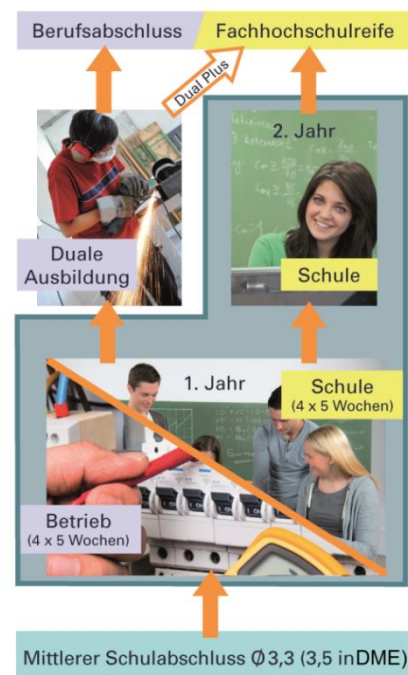 Berufsabschluss
Fachhochschulreife
Dual Plus
2. Jahr
Duale
Ausbildung
Schule
1. Jahr
Schule
(4 x 5 Wochen)
Betrieb
(4 x 5 Wochen)
Mittlerer Schulabschluss Ø3,3 (3,5 inDME)